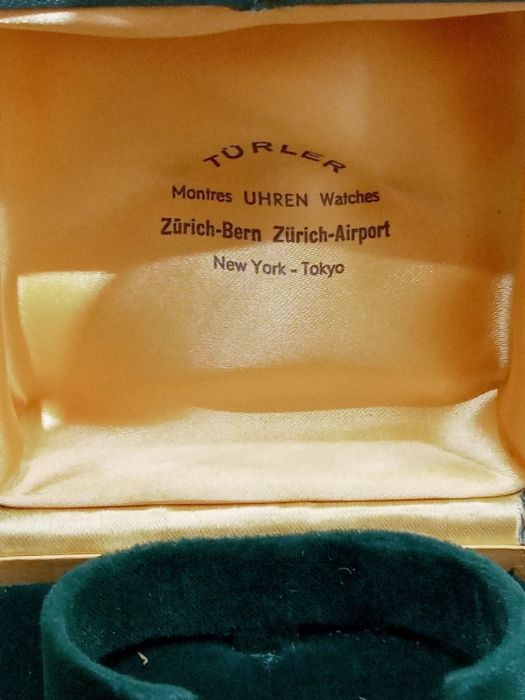 TÜRLER
Montres UHREN Watches
Zürich-Bern Zürich-Airport
New York - Tokyo